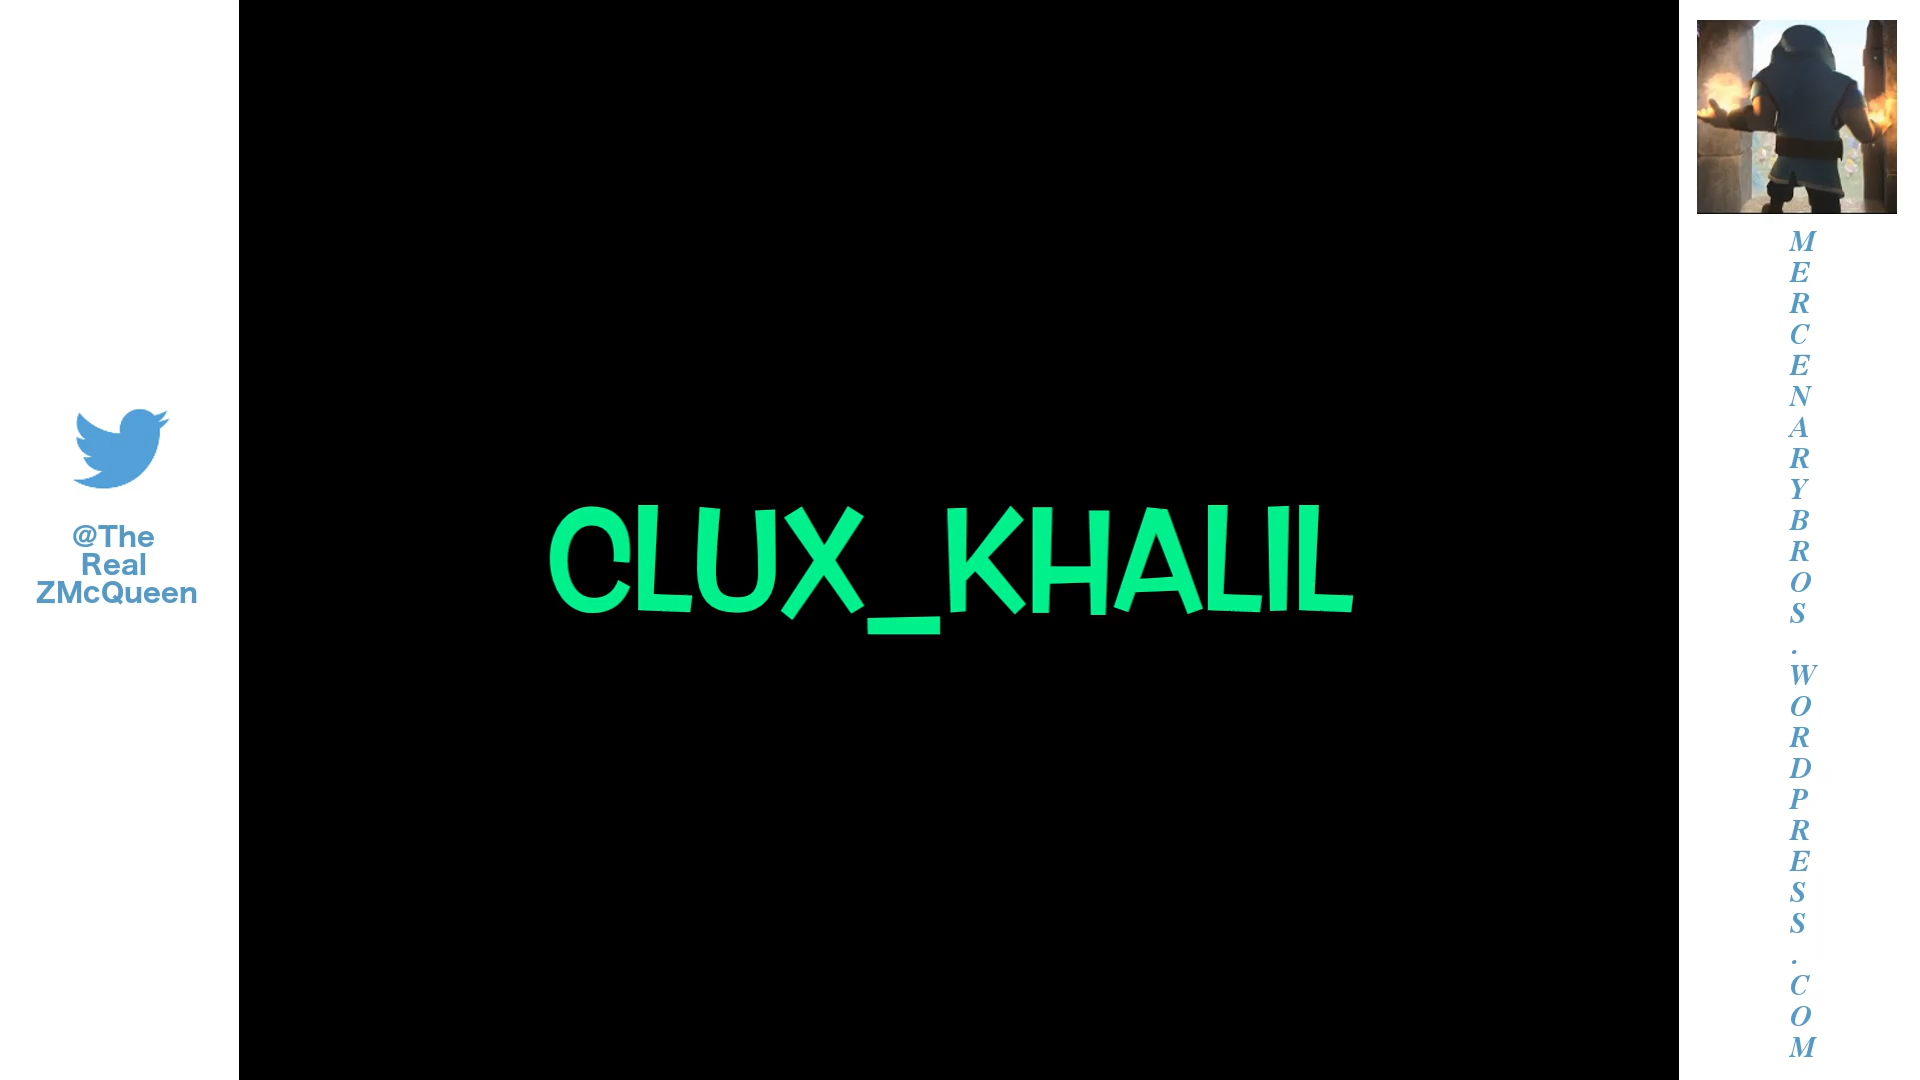 @The
Real
ZMcQueen
CLUX_KHALIL
M
E
R
C
E
N
A
R
Y
B
R
O
S
.
W
O
R
D
P
R
E
S
S
.
C
O
M